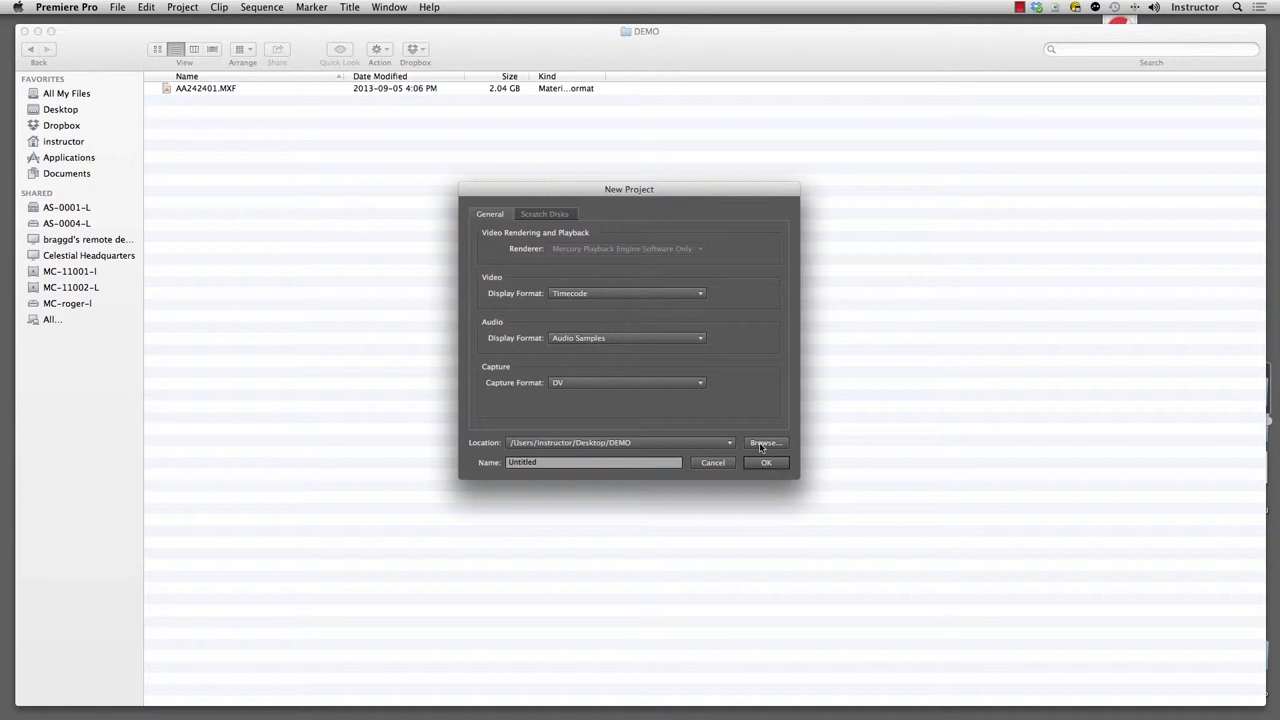 Premiere Pro File Edit Project Clip Sequence Marker Title Window Help Instructor
DEMO
Back View Arrange Share Quick Look Action Dropbox Search
FAVORITES
All My Files
Desktop
Dropbox
instructor
Applications
Documents
SHARED
AS-0001-L
AS-0004-L
braggd's remote de...
Celestial Headquarters
MC-11001-l
MC-11002-L
MC-roger-l
All...
Name Date Modified Size Kind
AA242401.MXF 2013-09-05 4:06 PM 2.04 GB Materi...ormat
New Project
General Scratch Disks
Video Rendering and Playback
Renderer: Mercury Playback Engine Software Only
Video
Display Format: Timecode
Audio
Display Format: Audio Samples
Capture
Capture Format: DV
Location: /Users/instructor/Desktop/DEMO Browse...
Name: Untitled Cancel OK